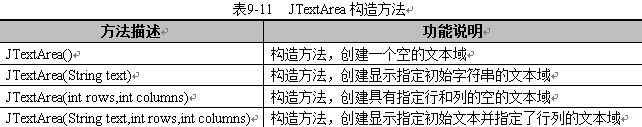 表9-11 JTextArea 构造方法
方法描述 功能说明
JTextArea() 构造方法，创建一个空的文本域
JTextArea(String text) 构造方法，创建显示指定初始字符串的文本域
JTextArea(int rows,int columns) 构造方法，创建具有指定行和列的空的文本域
JTextArea(String text,int rows,int columns) 构造方法，创建显示指定初始文本并指定了行列的文本域